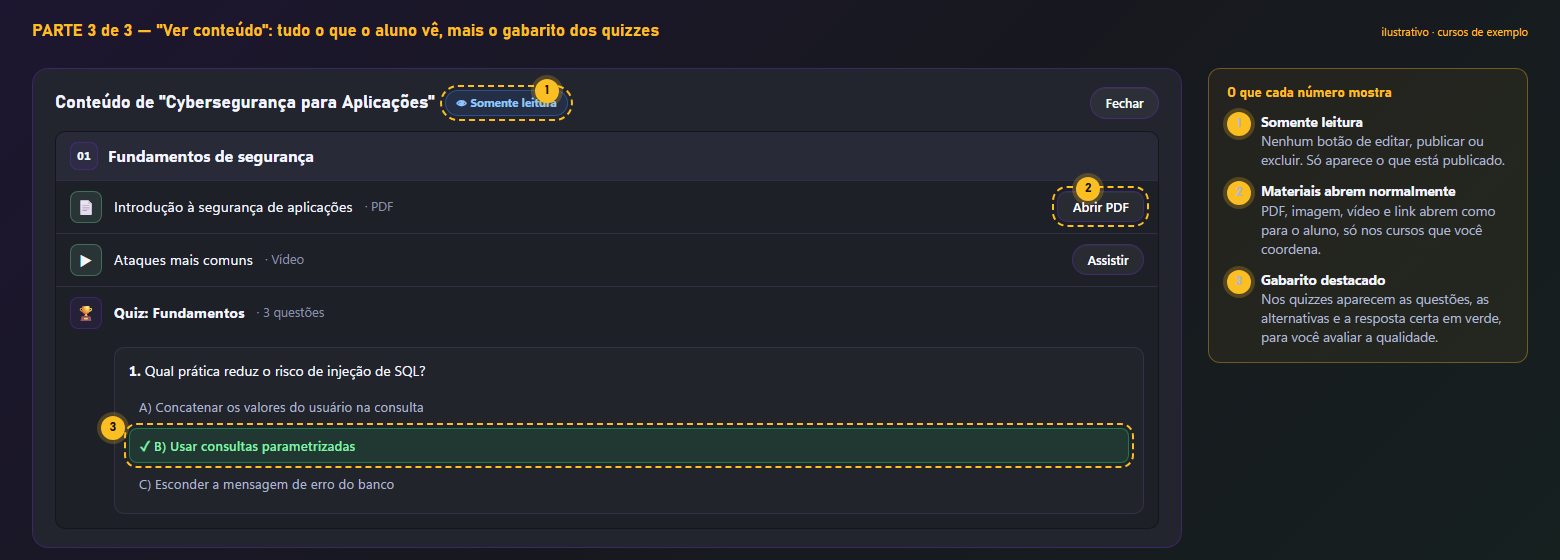 PARTE 3 de 3 — "Ver conteúdo": tudo o que o aluno vê, mais o gabarito dos quizzes
ilustrativo · cursos de exemplo
Conteúdo de "Cybersegurança para Aplicações"
Somente leitura
1
Fechar
01 Fundamentos de segurança
Introdução à segurança de aplicações · PDF
2
Abrir PDF
Ataques mais comuns · Vídeo
Assistir
Quiz: Fundamentos · 3 questões
1. Qual prática reduz o risco de injeção de SQL?
A) Concatenar os valores do usuário na consulta
3
✓ B) Usar consultas parametrizadas
C) Esconder a mensagem de erro do banco
O que cada número mostra
1 Somente leitura
Nenhum botão de editar, publicar ou
excluir. Só aparece o que está publicado.
2 Materiais abrem normalmente
PDF, imagem, vídeo e link abrem como
para o aluno, só nos cursos que você
coordena.
3 Gabarito destacado
Nos quizzes aparecem as questões, as
alternativas e a resposta certa em verde,
para você avaliar a qualidade.